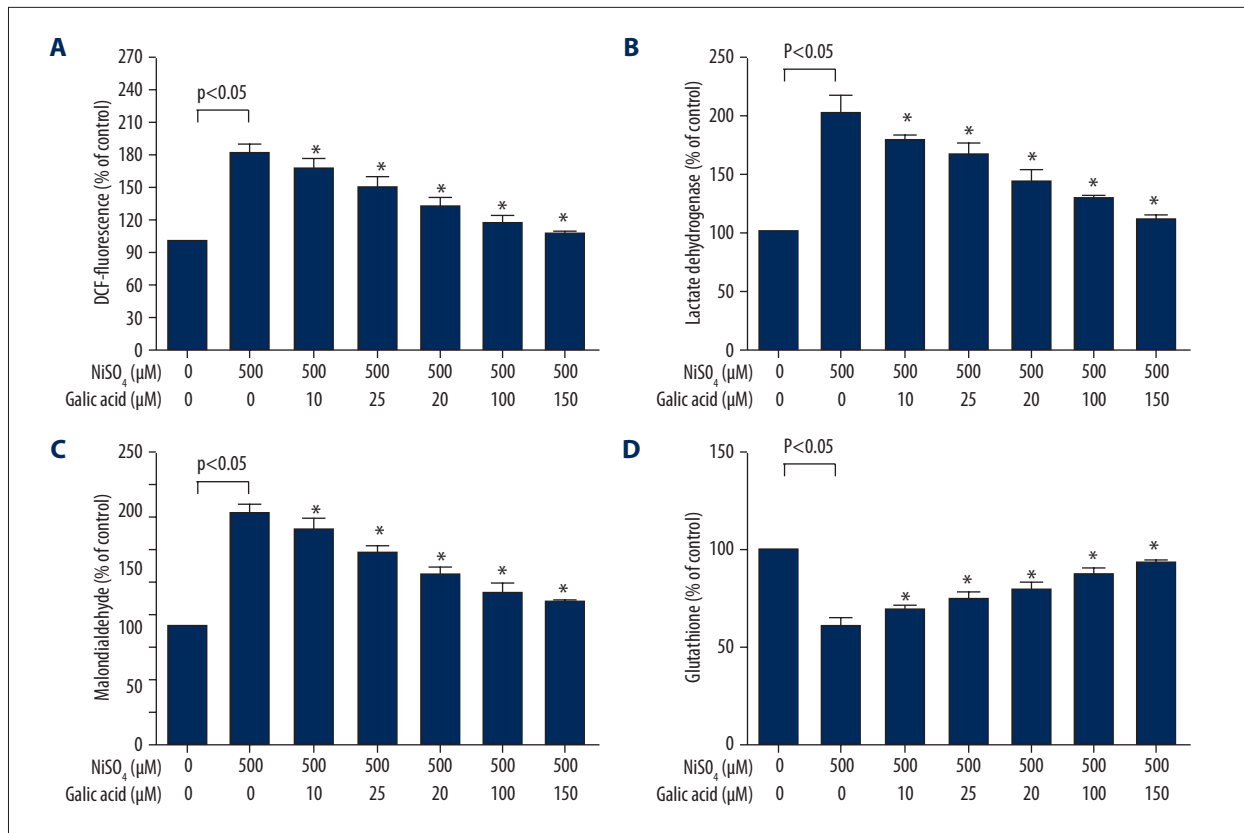 A
270
240
210
180
150
120
90
60
30
0
DCF-fluorescence (% of control)
p<0.05
* * * * *
NiSO4 (µM) 0 500 500 500 500 500 500
Galic acid (µM) 0 0 10 25 20 100 150
B
250
200
150
100
50
0
Lactate dehydrogenase (% of control)
P<0.05
* * * * *
NiSO4 (µM) 0 500 500 500 500 500 500
Galic acid (µM) 0 0 10 25 20 100 150
C
250
200
150
100
50
0
Malondialdehyde (% of control)
p<0.05
* * * * *
NiSO4 (µM) 0 500 500 500 500 500 500
Galic acid (µM) 0 0 10 25 20 100 150
D
150
100
50
0
Glutathione (% of control)
P<0.05
* * * * *
NiSO4 (µM) 0 500 500 500 500 500 500
Galic acid (µM) 0 0 10 25 20 100 150